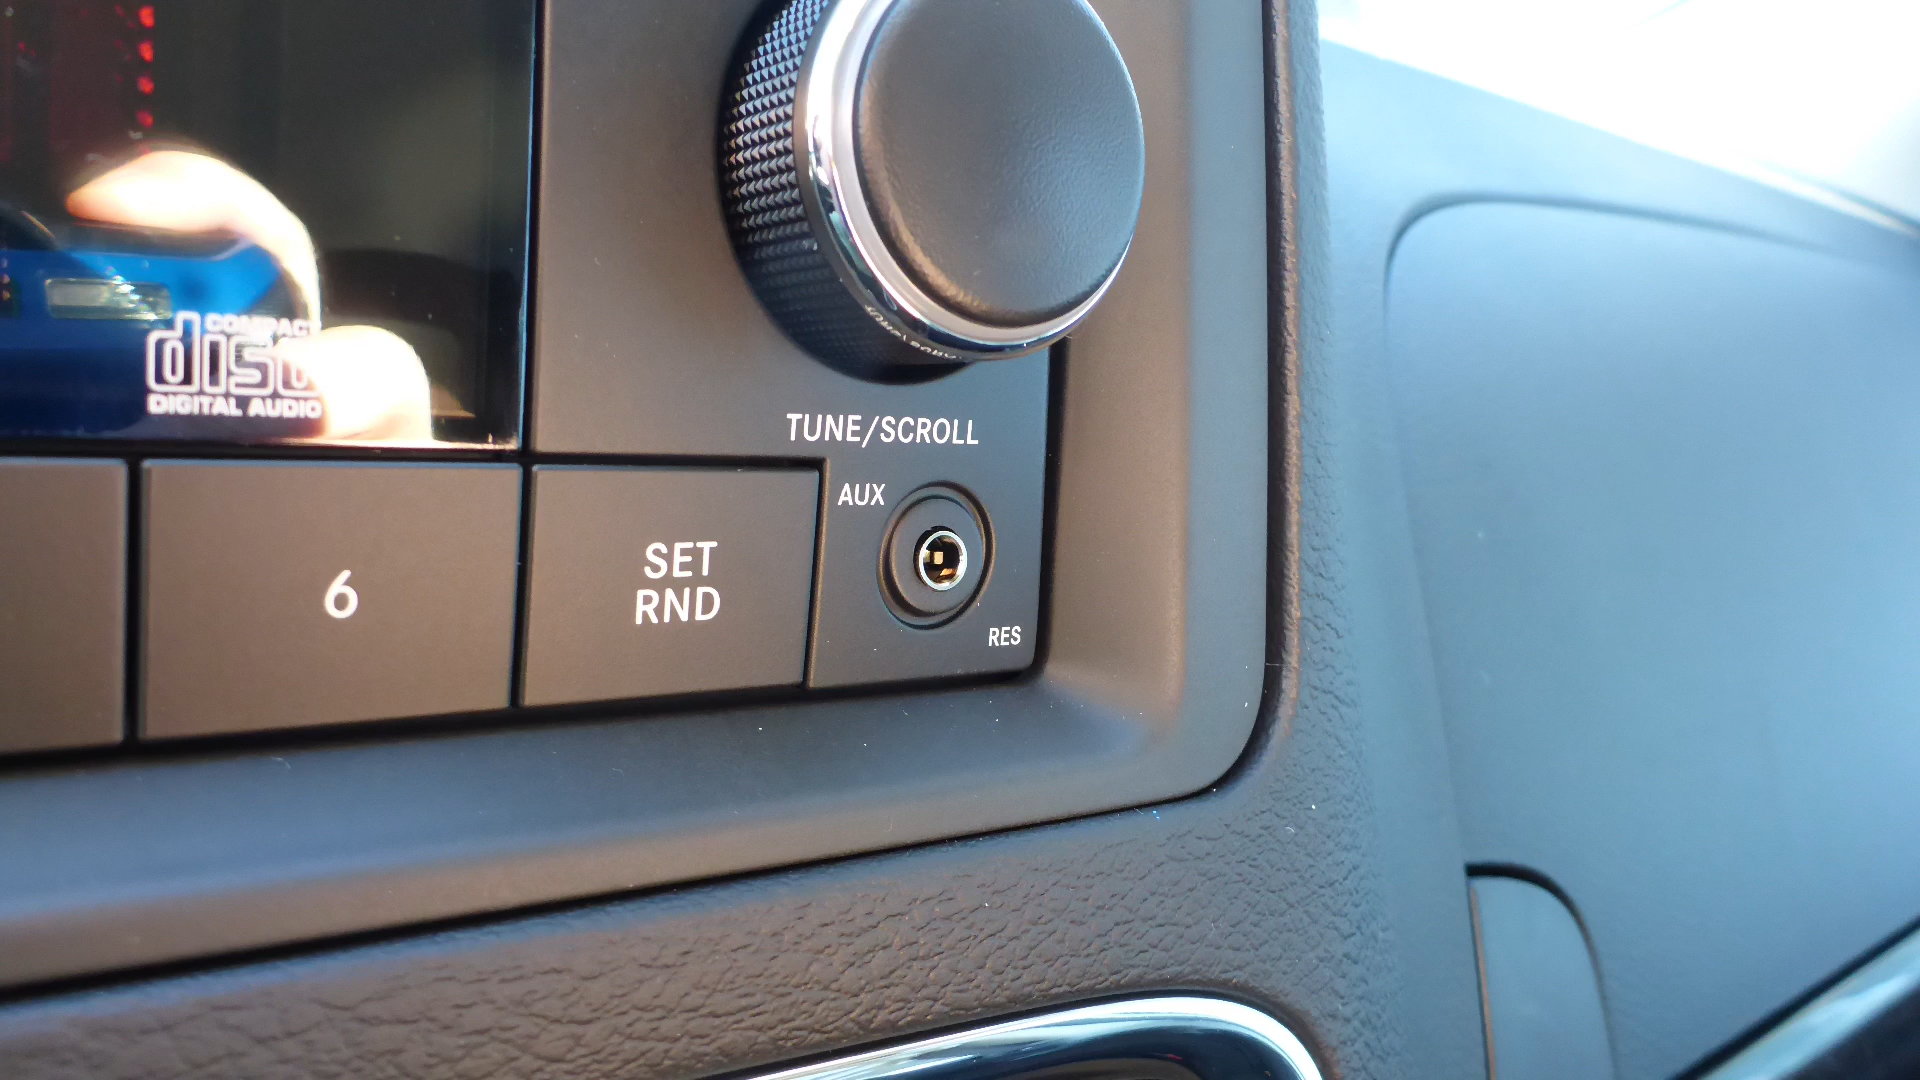 COMPACT
disc
DIGITAL AUDIO
TUNE/SCROLL
AUX
6
SET
RND
RES